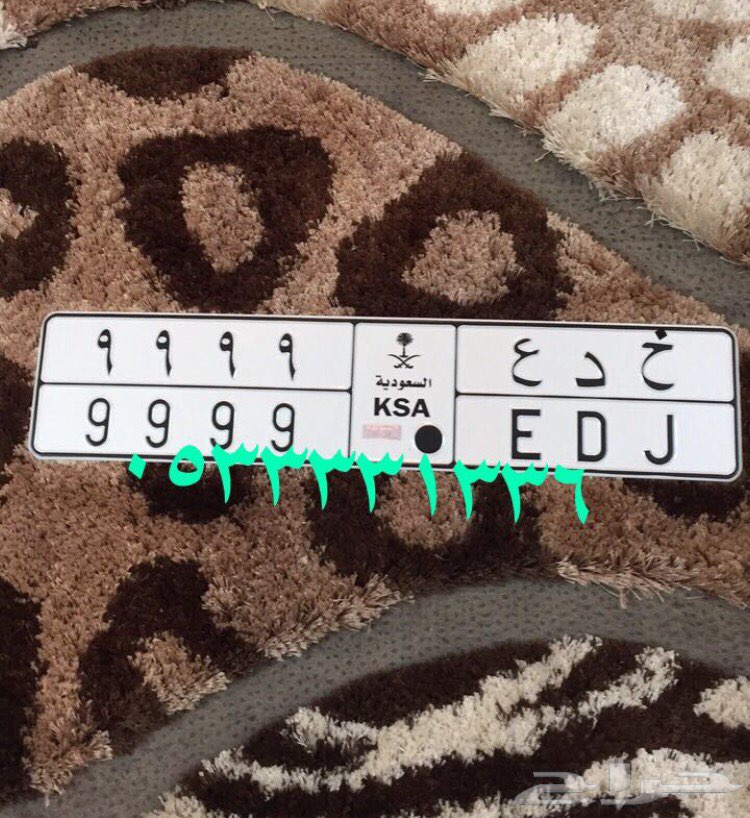 ٩ ٩ ٩ ٩
السعودية
خ د ع
9 9 9 9
KSA
E D J
٠٥٣٣٣٣١٣٣٦
حراج